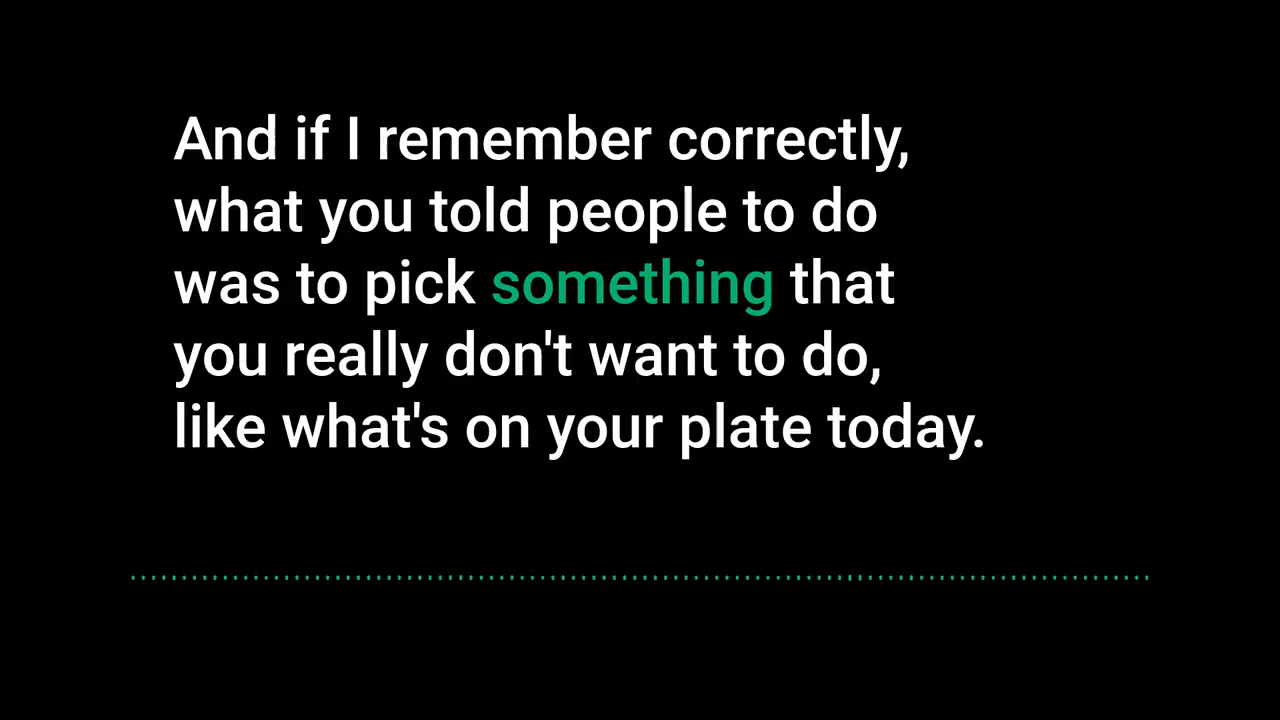 And if I remember correctly,
what you told people to do
was to pick something that
you really don't want to do,
like what's on your plate today.